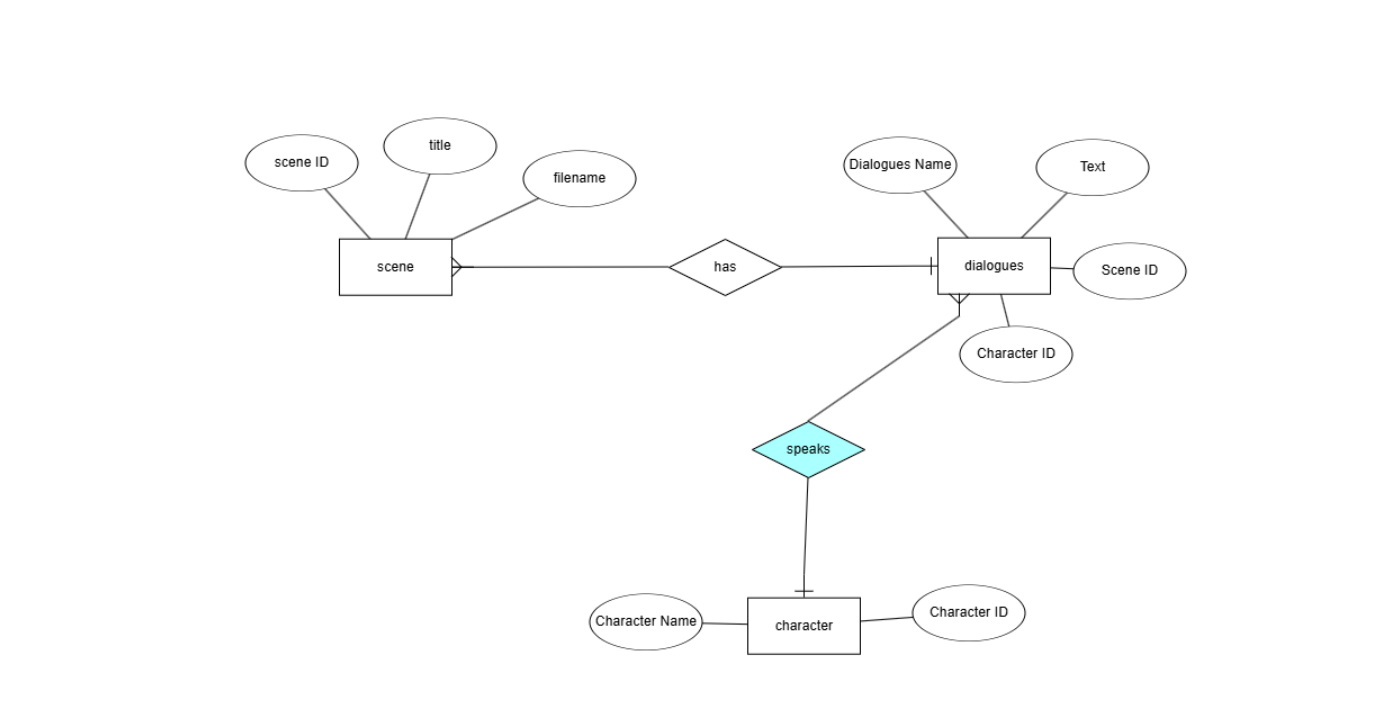 scene ID
title
filename
Dialogues Name
Text
scene
has
dialogues
Scene ID
Character ID
speaks
Character Name
character
Character ID